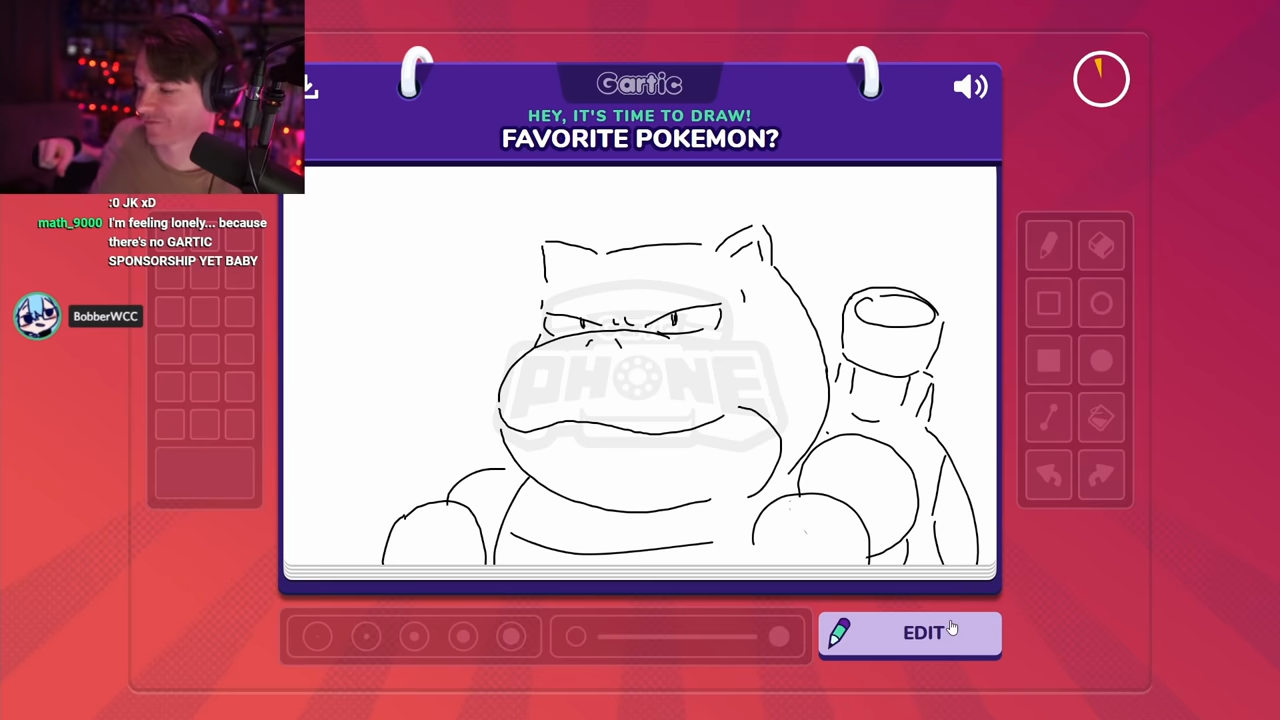 Gartic
HEY, IT'S TIME TO DRAW!
FAVORITE POKEMON?
:0 JK xD
math_9000 I'm feeling lonely... because
there's no GARTIC
SPONSORSHIP YET BABY
BobberWCC
PHONE
EDIT